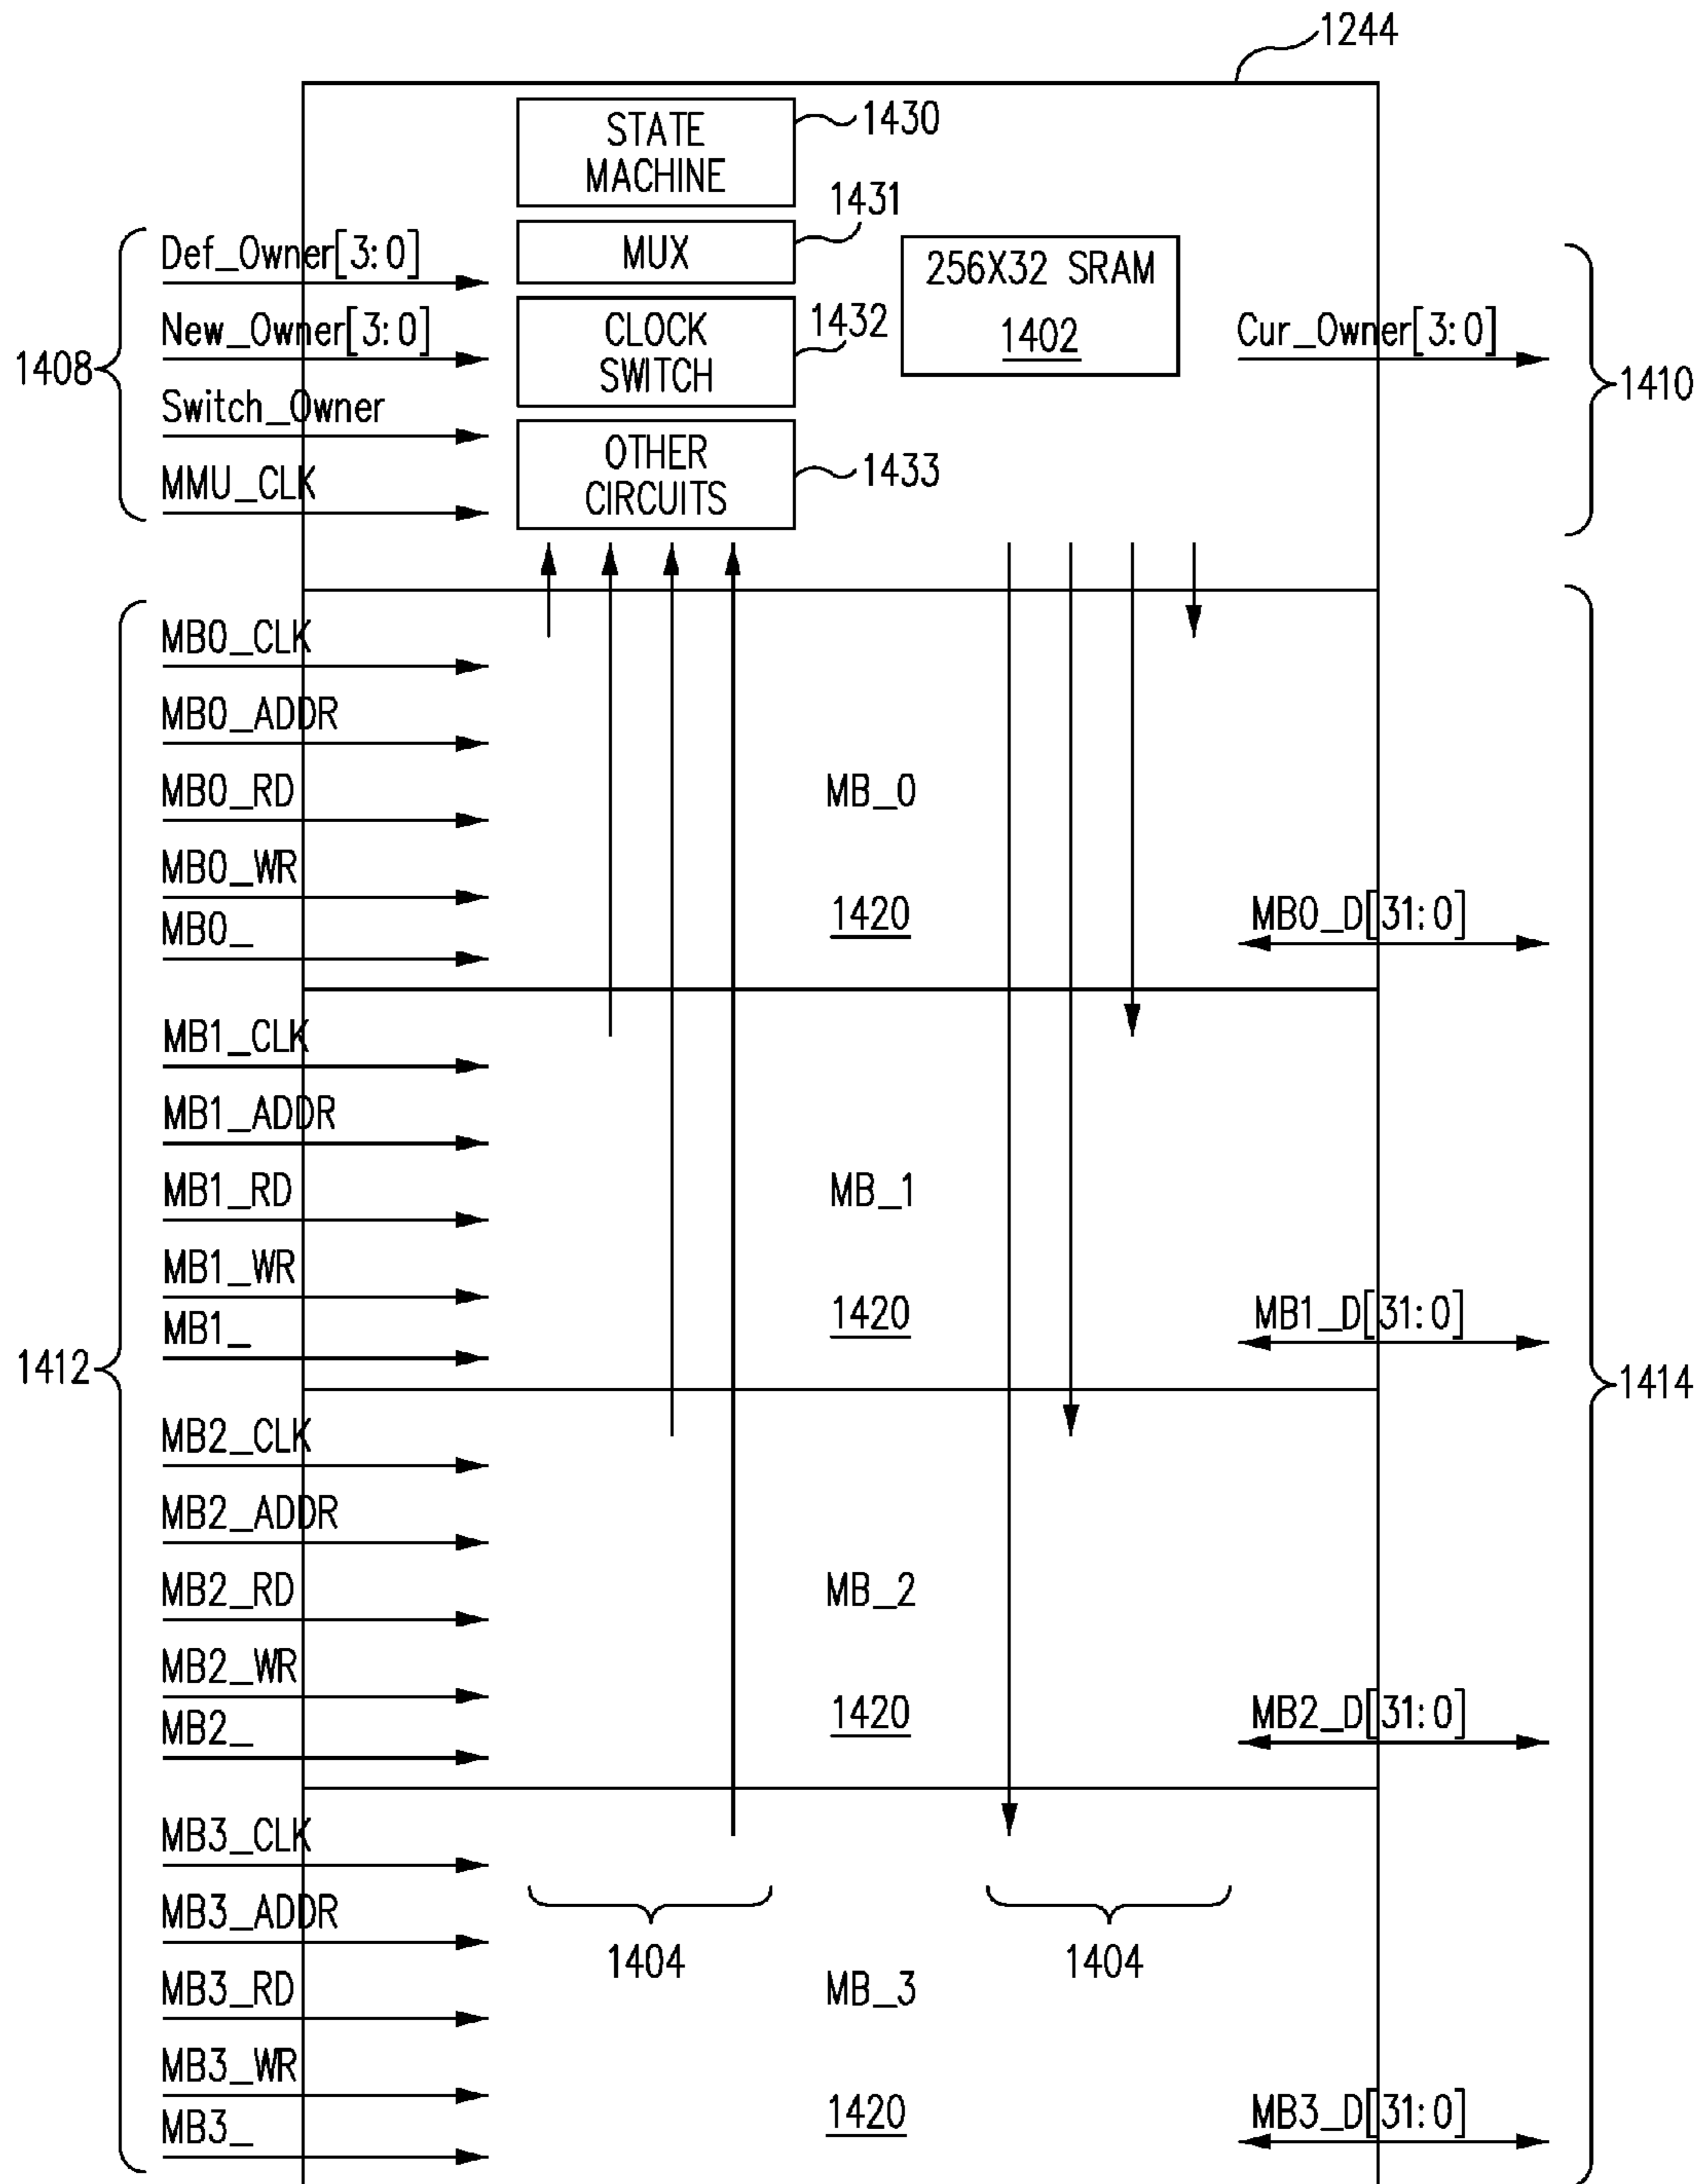 1244
STATE
MACHINE
1430
1431
MUX
Def_Owner[3:0]
256X32 SRAM
1402
New_Owner[3:0]
CLOCK
SWITCH
1432
Cur_Owner[3:0]
1408
1410
Switch_Owner
OTHER
CIRCUITS
1433
MMU_CLK
MB0_CLK
MB0_ADDR
MB0_RD
MB_0
MB0_WR
1420
MB0_D[31:0]
MB0_
MB1_CLK
MB1_ADDR
MB1_RD
MB_1
MB1_WR
1420
MB1_D[31:0]
MB1_
1412
1414
MB2_CLK
MB2_ADDR
MB2_RD
MB_2
MB2_WR
1420
MB2_D[31:0]
MB2_
MB3_CLK
MB3_ADDR
1404
1404
MB3_RD
MB_3
MB3_WR
1420
MB3_D[31:0]
MB3_